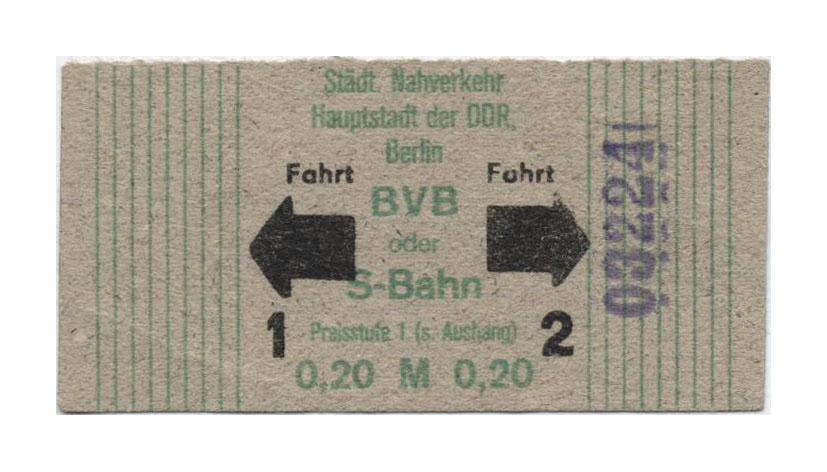 Städt. Nahverkehr
Hauptstadt der DDR,
Berlin
Fahrt Fahrt
BVB
oder
S-Bahn
1 Preisstufe 1 (s. Aushang) 2
0,20 M 0,20
03224